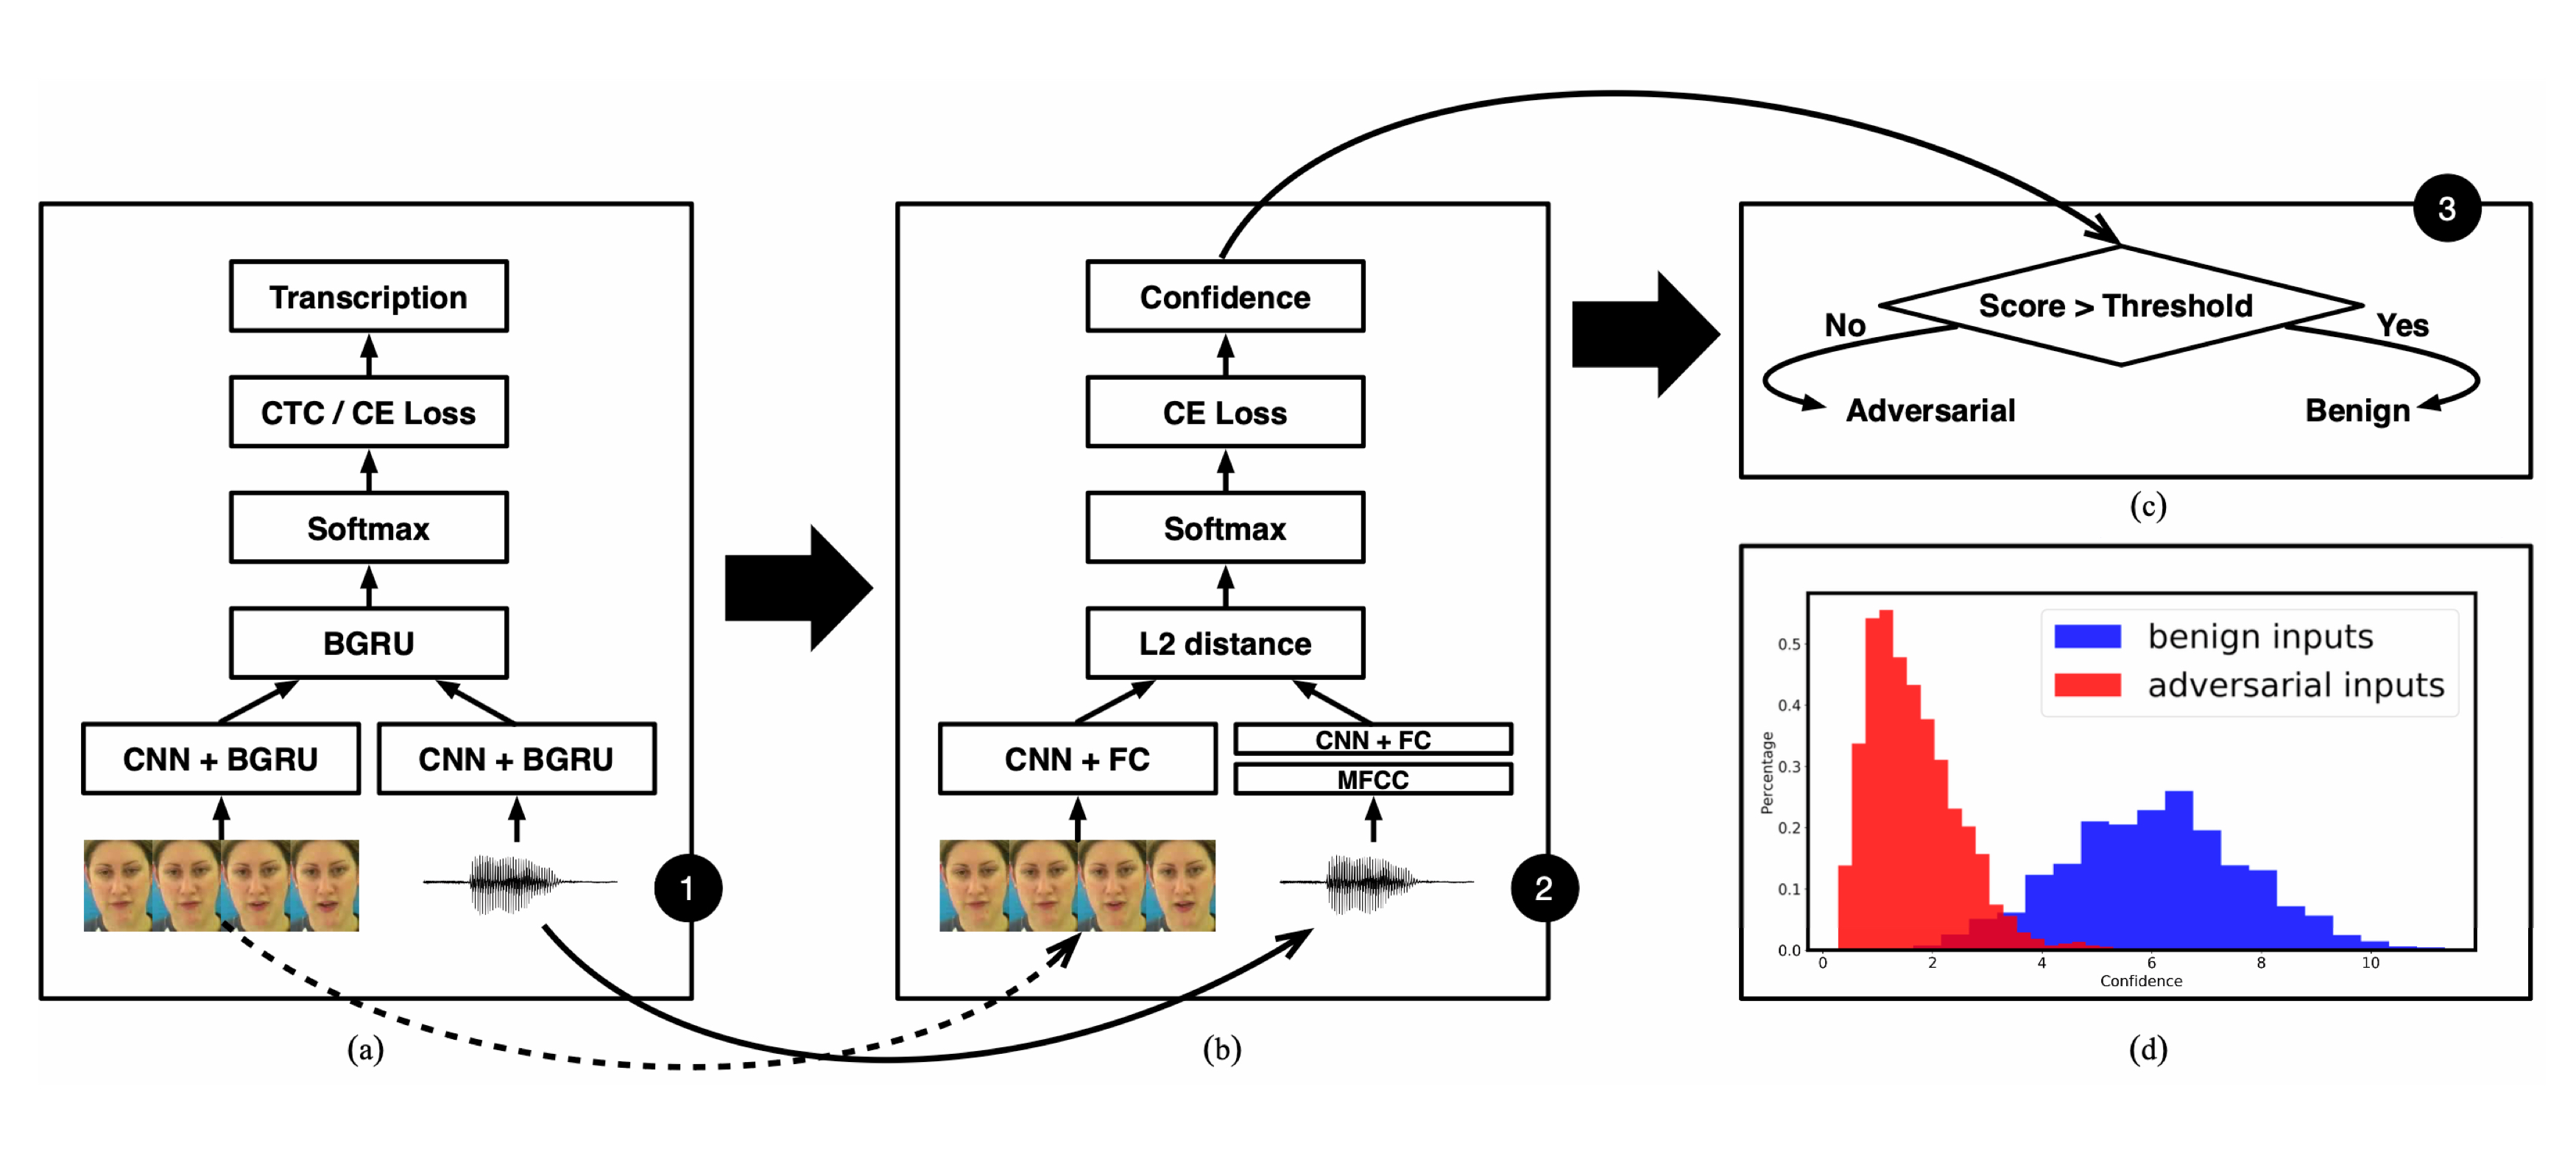 Transcription
CTC / CE Loss
Softmax
BGRU
CNN + BGRU
CNN + BGRU
1
(a)
Confidence
CE Loss
Softmax
L2 distance
CNN + FC
CNN + FC
MFCC
2
(b)
3
Score > Threshold
No
Yes
Adversarial
Benign
(c)
benign inputs
adversarial inputs
Percentage
0.5
0.4
0.3
0.2
0.1
0.0
0 2 4 6 8 10
Confidence
(d)